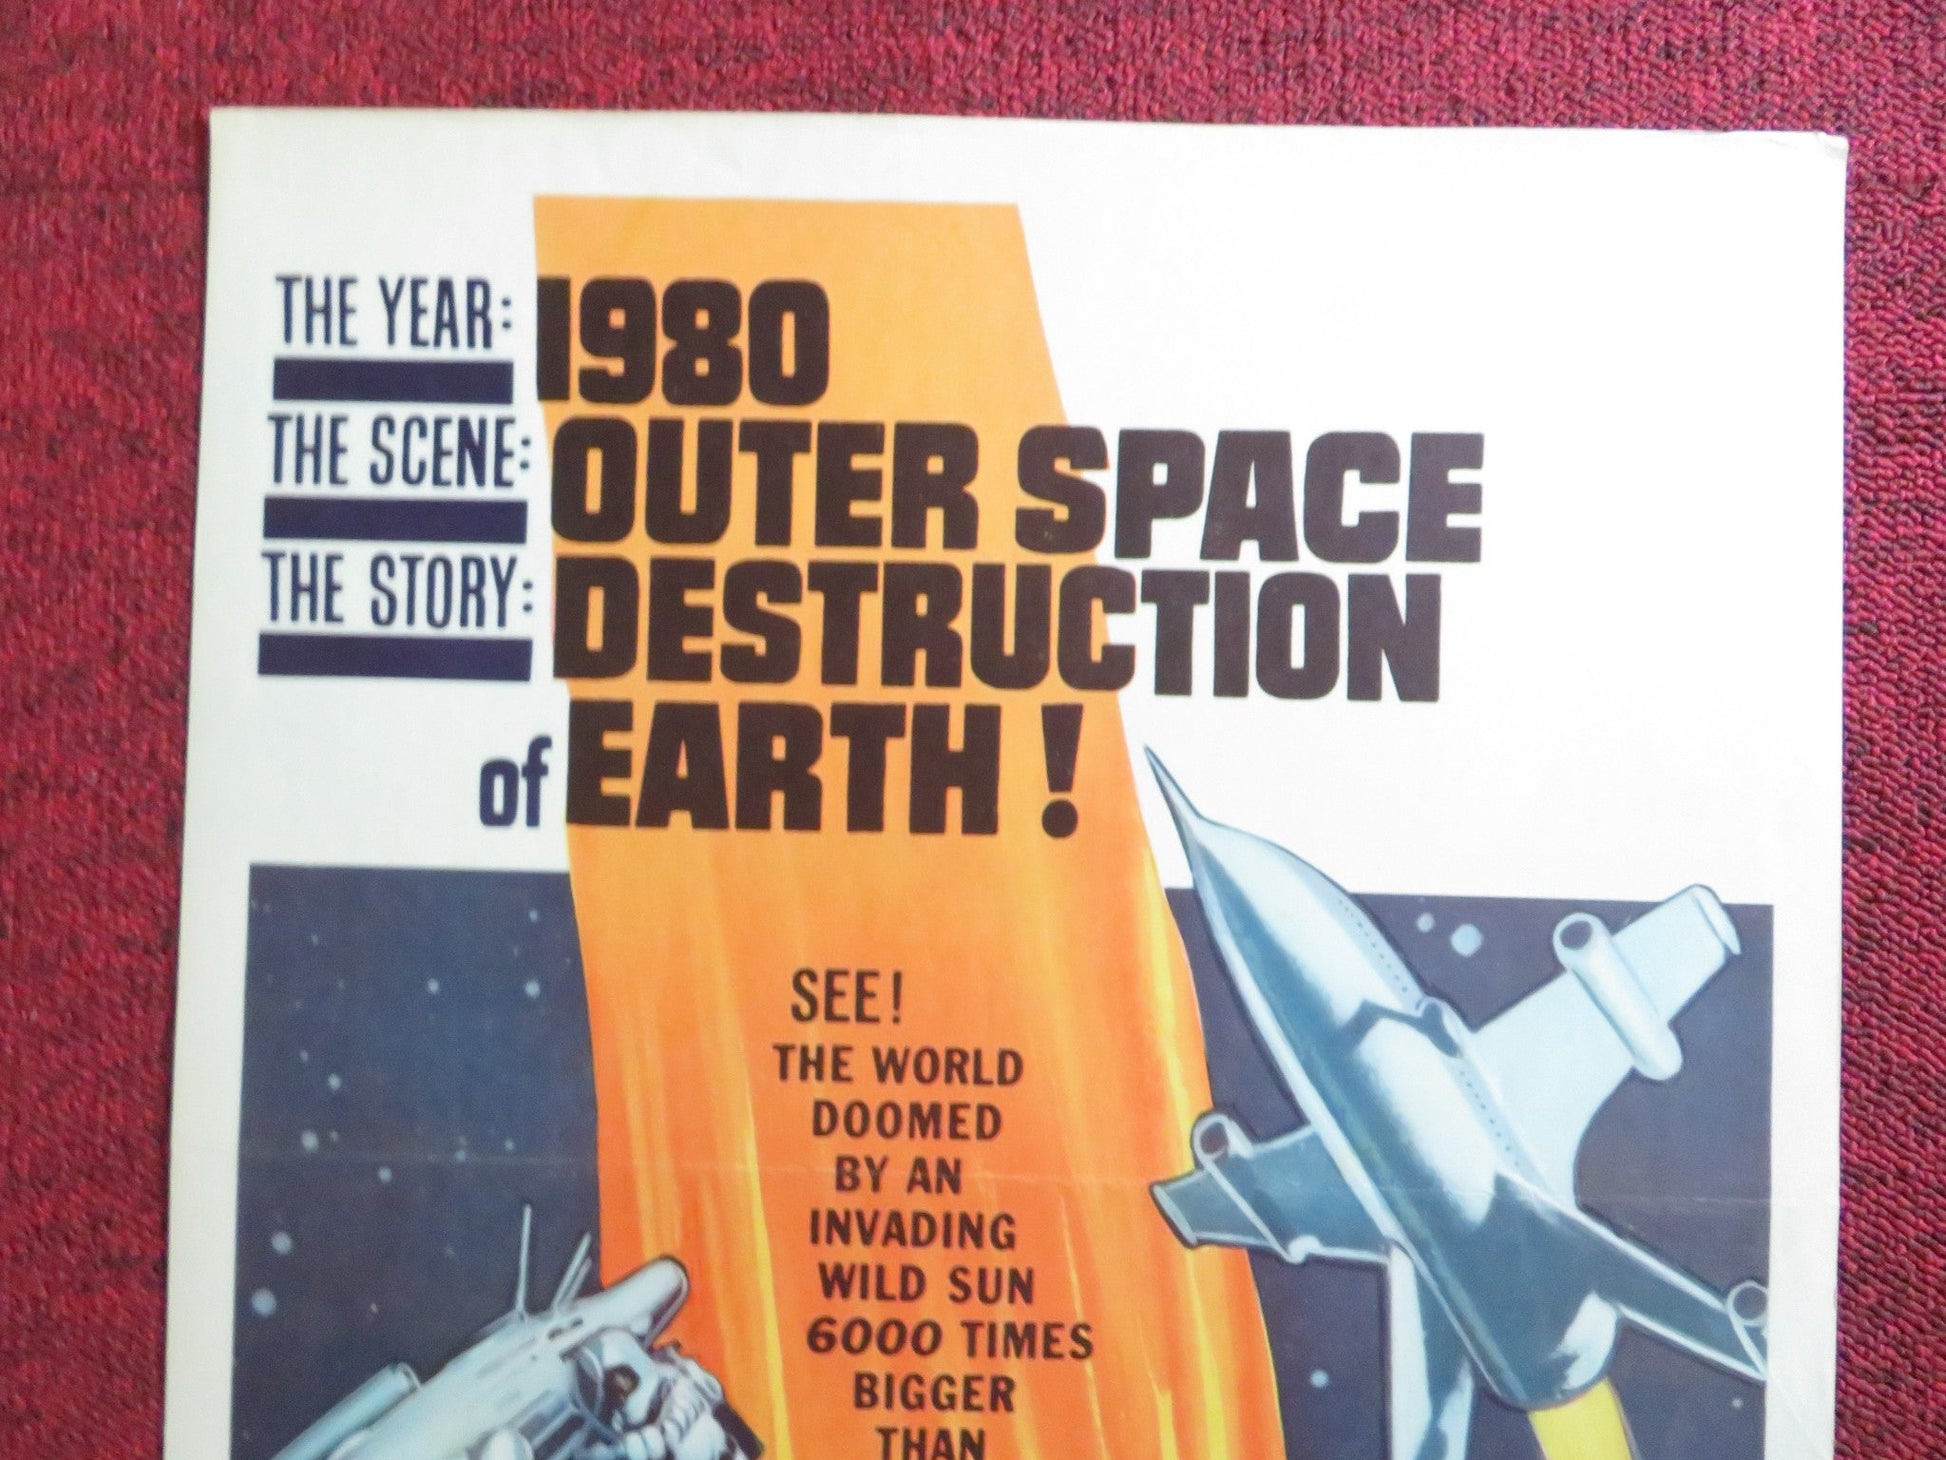 THE YEAR: 1980
THE SCENE: OUTER SPACE
THE STORY: DESTRUCTION
of EARTH!
SEE!
THE WORLD
DOOMED
BY AN
INVADING
WILD SUN
6000 TIMES
BIGGER
THAN